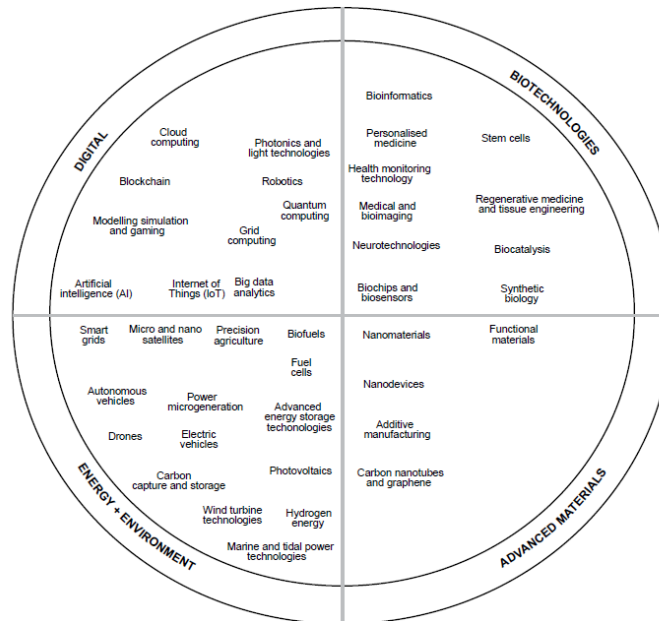 DIGITAL
Cloud
computing
Photonics and
light technologies
Blockchain
Robotics
Quantum
computing
Modelling simulation
and gaming
Grid
computing
Artificial
intelligence (AI)
Internet of
Things (IoT)
Big data
analytics
BIOTECHNOLOGIES
Bioinformatics
Personalised
medicine
Stem cells
Health monitoring
technology
Medical and
bioimaging
Regenerative medicine
and tissue engineering
Neurotechnologies
Biocatalysis
Biochips and
biosensors
Synthetic
biology
ENERGY + ENVIRONMENT
Smart
grids
Micro and nano
satellites
Precision
agriculture
Biofuels
Fuel
cells
Autonomous
vehicles
Power
microgeneration
Advanced
energy storage
techonologies
Drones
Electric
vehicles
Carbon
capture and storage
Photovoltaics
Wind turbine
technologies
Hydrogen
energy
Marine and tidal power
technologies
ADVANCED MATERIALS
Nanomaterials
Functional
materials
Nanodevices
Additive
manufacturing
Carbon nanotubes
and graphene